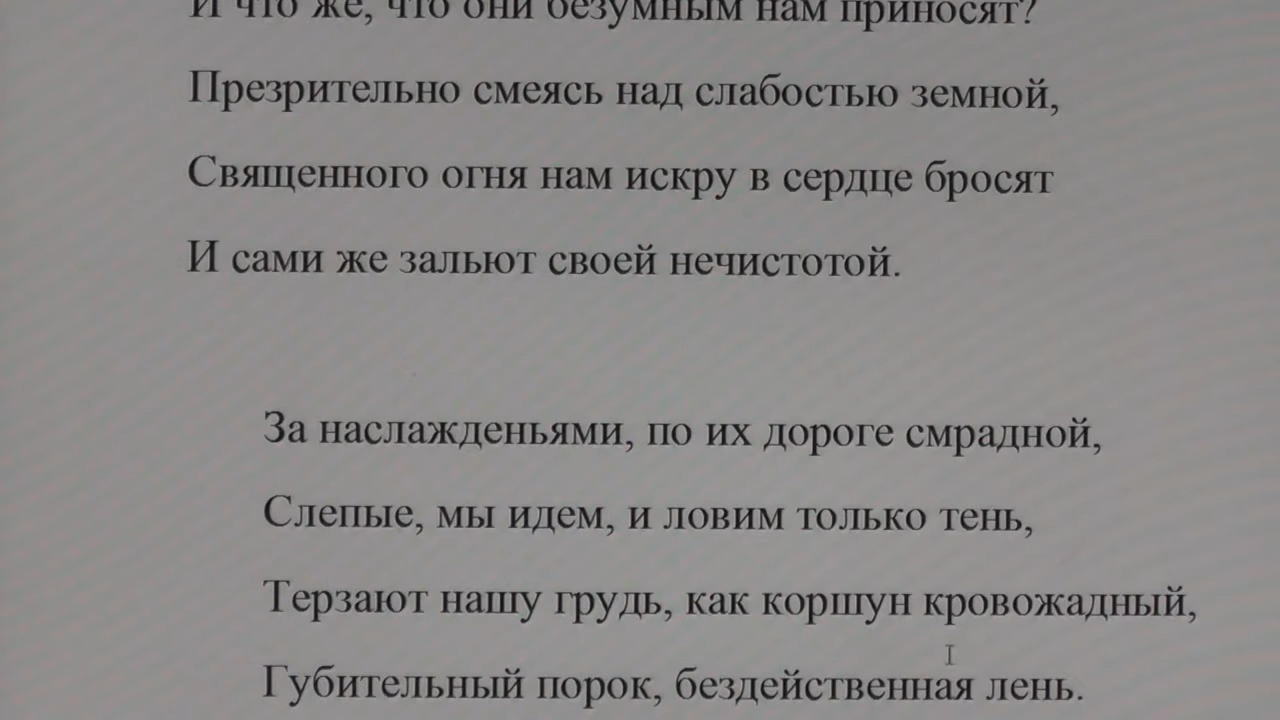 И что же, что они безумным нам приносят?
Презрительно смеясь над слабостью земной,
Священного огня нам искру в сердце бросят
И сами же зальют своей нечистотой.
За наслажденьями, по их дороге смрадной,
Слепые, мы идем, и ловим только тень,
Терзают нашу грудь, как коршун кровожадный,
Губительный порок, бездейственная лень.